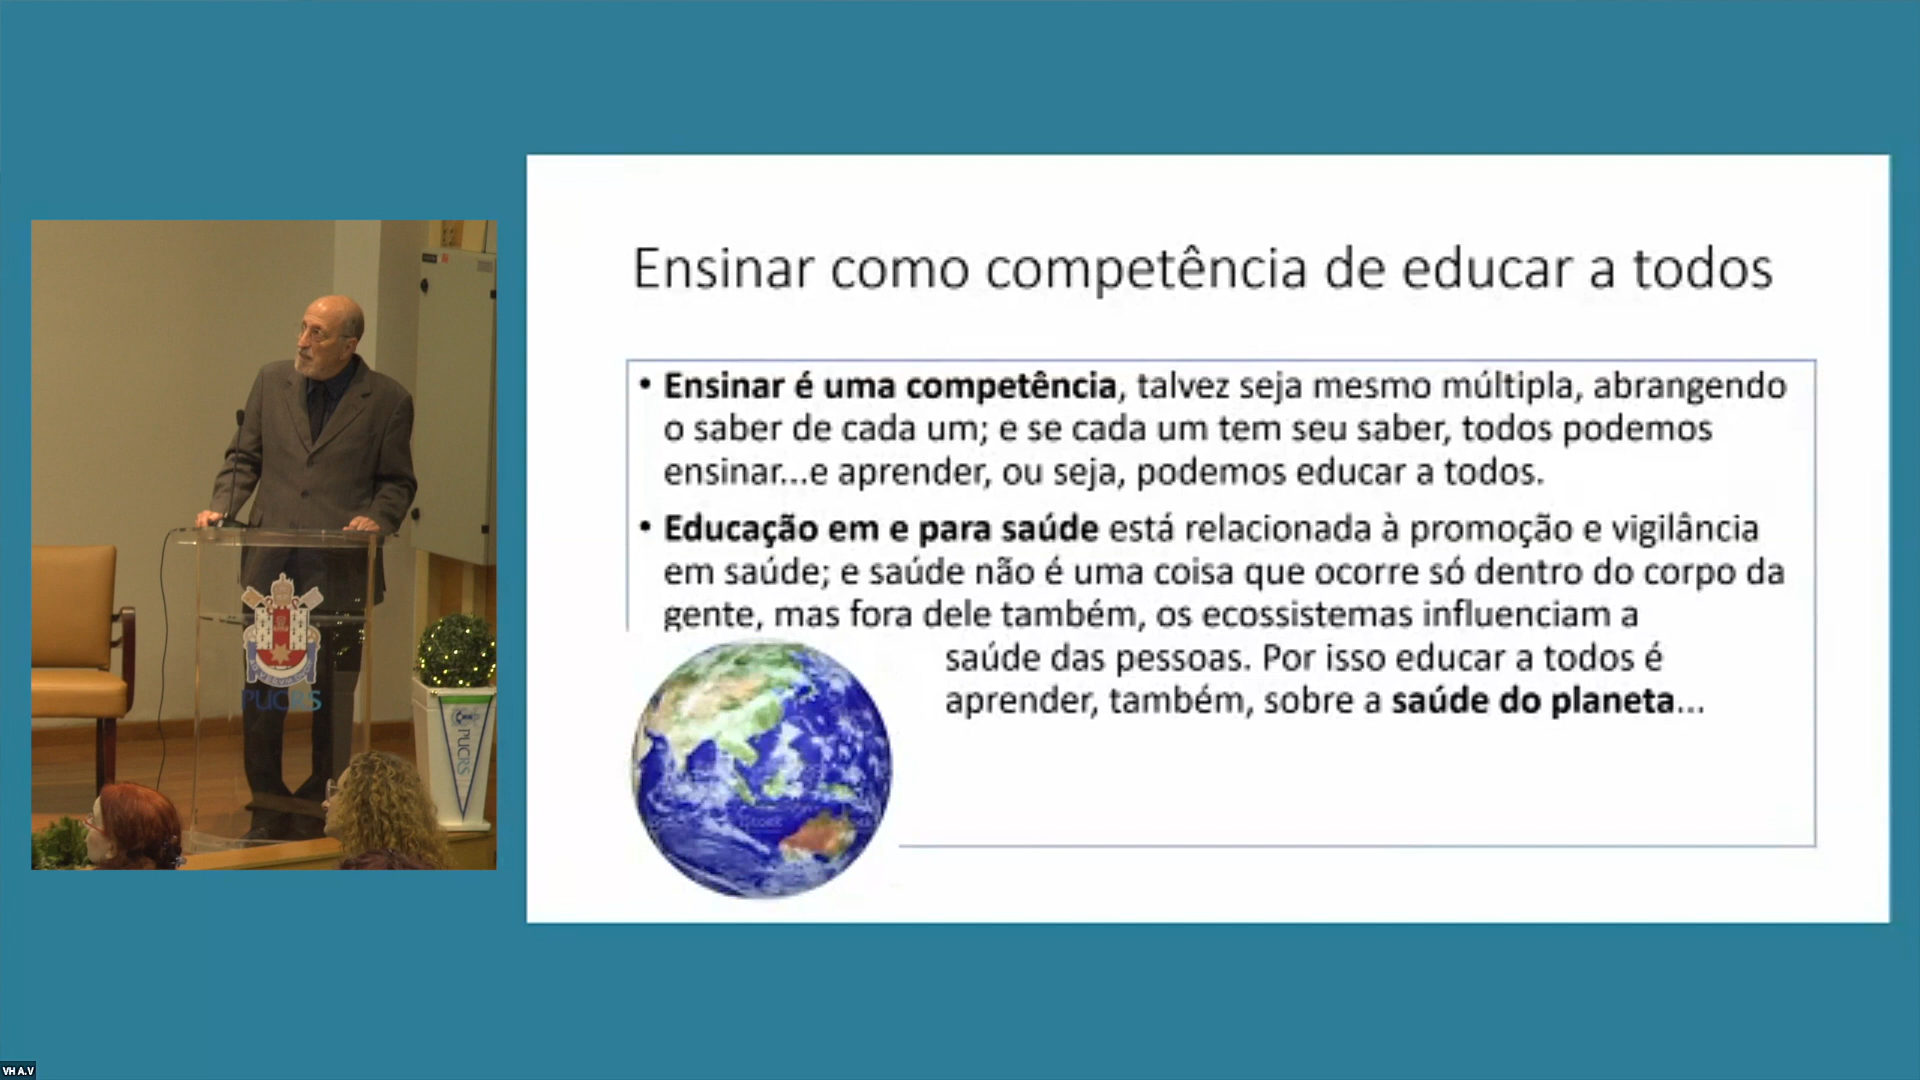 Ensinar como competência de educar a todos
• Ensinar é uma competência, talvez seja mesmo múltipla, abrangendo
o saber de cada um; e se cada um tem seu saber, todos podemos
ensinar...e aprender, ou seja, podemos educar a todos.
• Educação em e para saúde está relacionada à promoção e vigilância
em saúde; e saúde não é uma coisa que ocorre só dentro do corpo da
gente, mas fora dele também, os ecossistemas influenciam a
saúde das pessoas. Por isso educar a todos é
aprender, também, sobre a saúde do planeta...
PUCRS
PUCRS
VH A.V